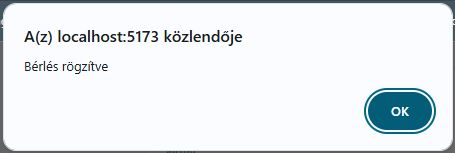 A(z) localhost:5173 közlendője
Bérlés rögzítve
OK